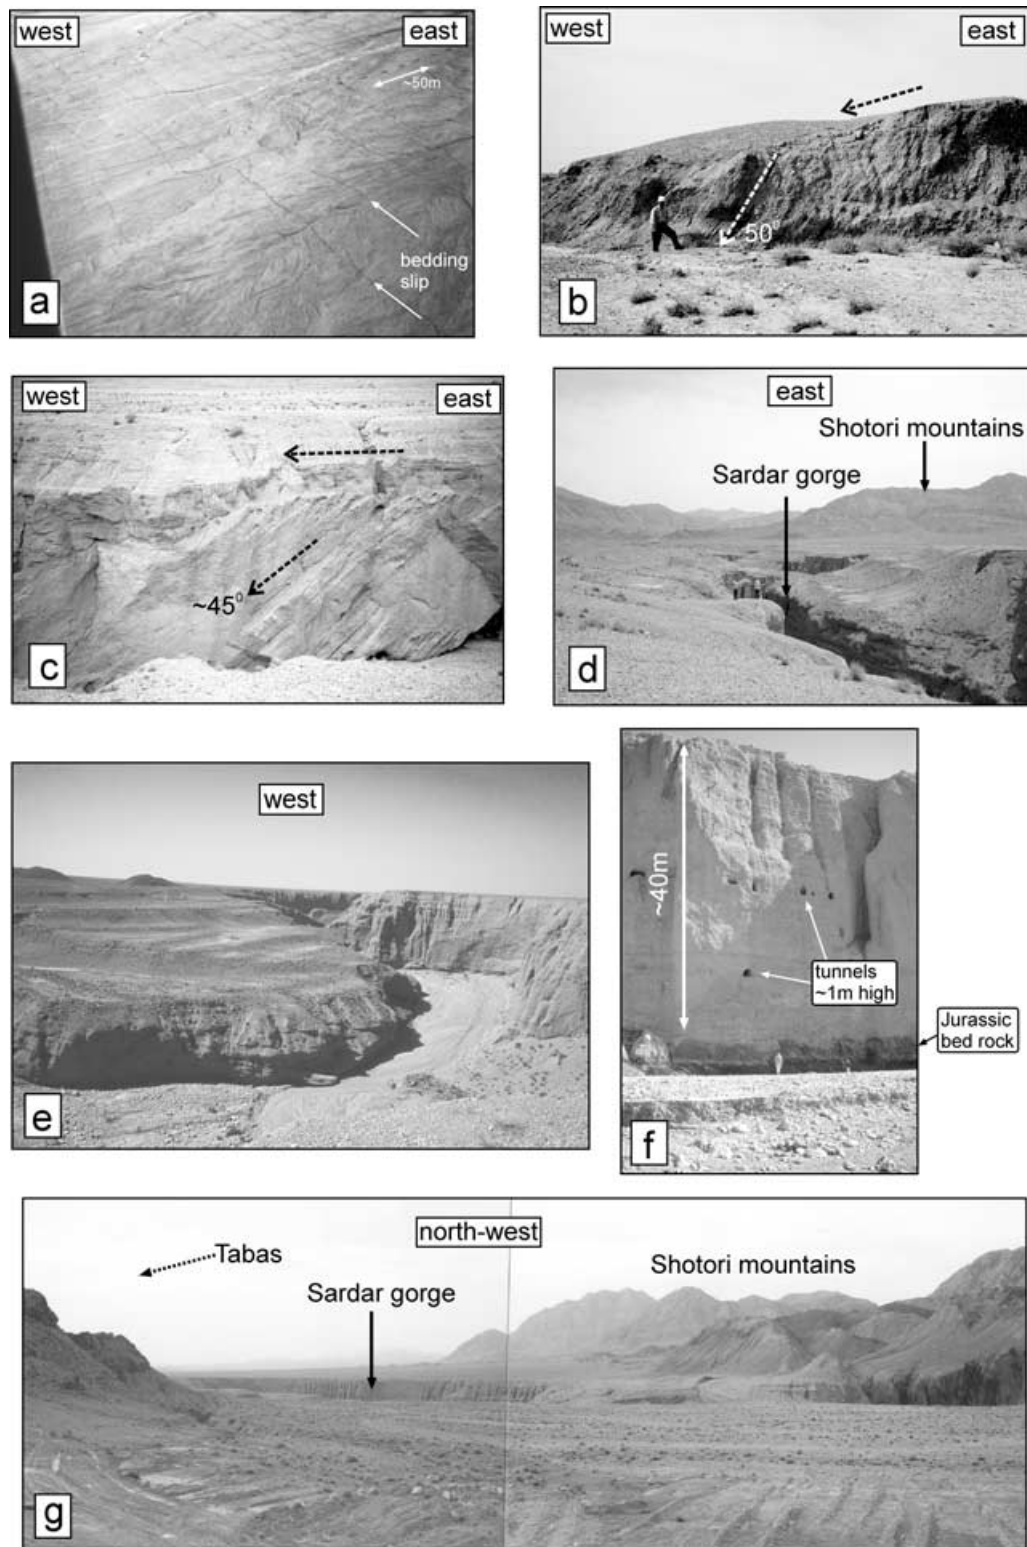 west
east
~50m
bedding
slip
a
west
east
50°
b
west
east
~45°
c
east
Shotori mountains
Sardar gorge
d
west
e
~40m
tunnels
~1m high
Jurassic
bed rock
f
north-west
Tabas
Shotori mountains
Sardar gorge
g